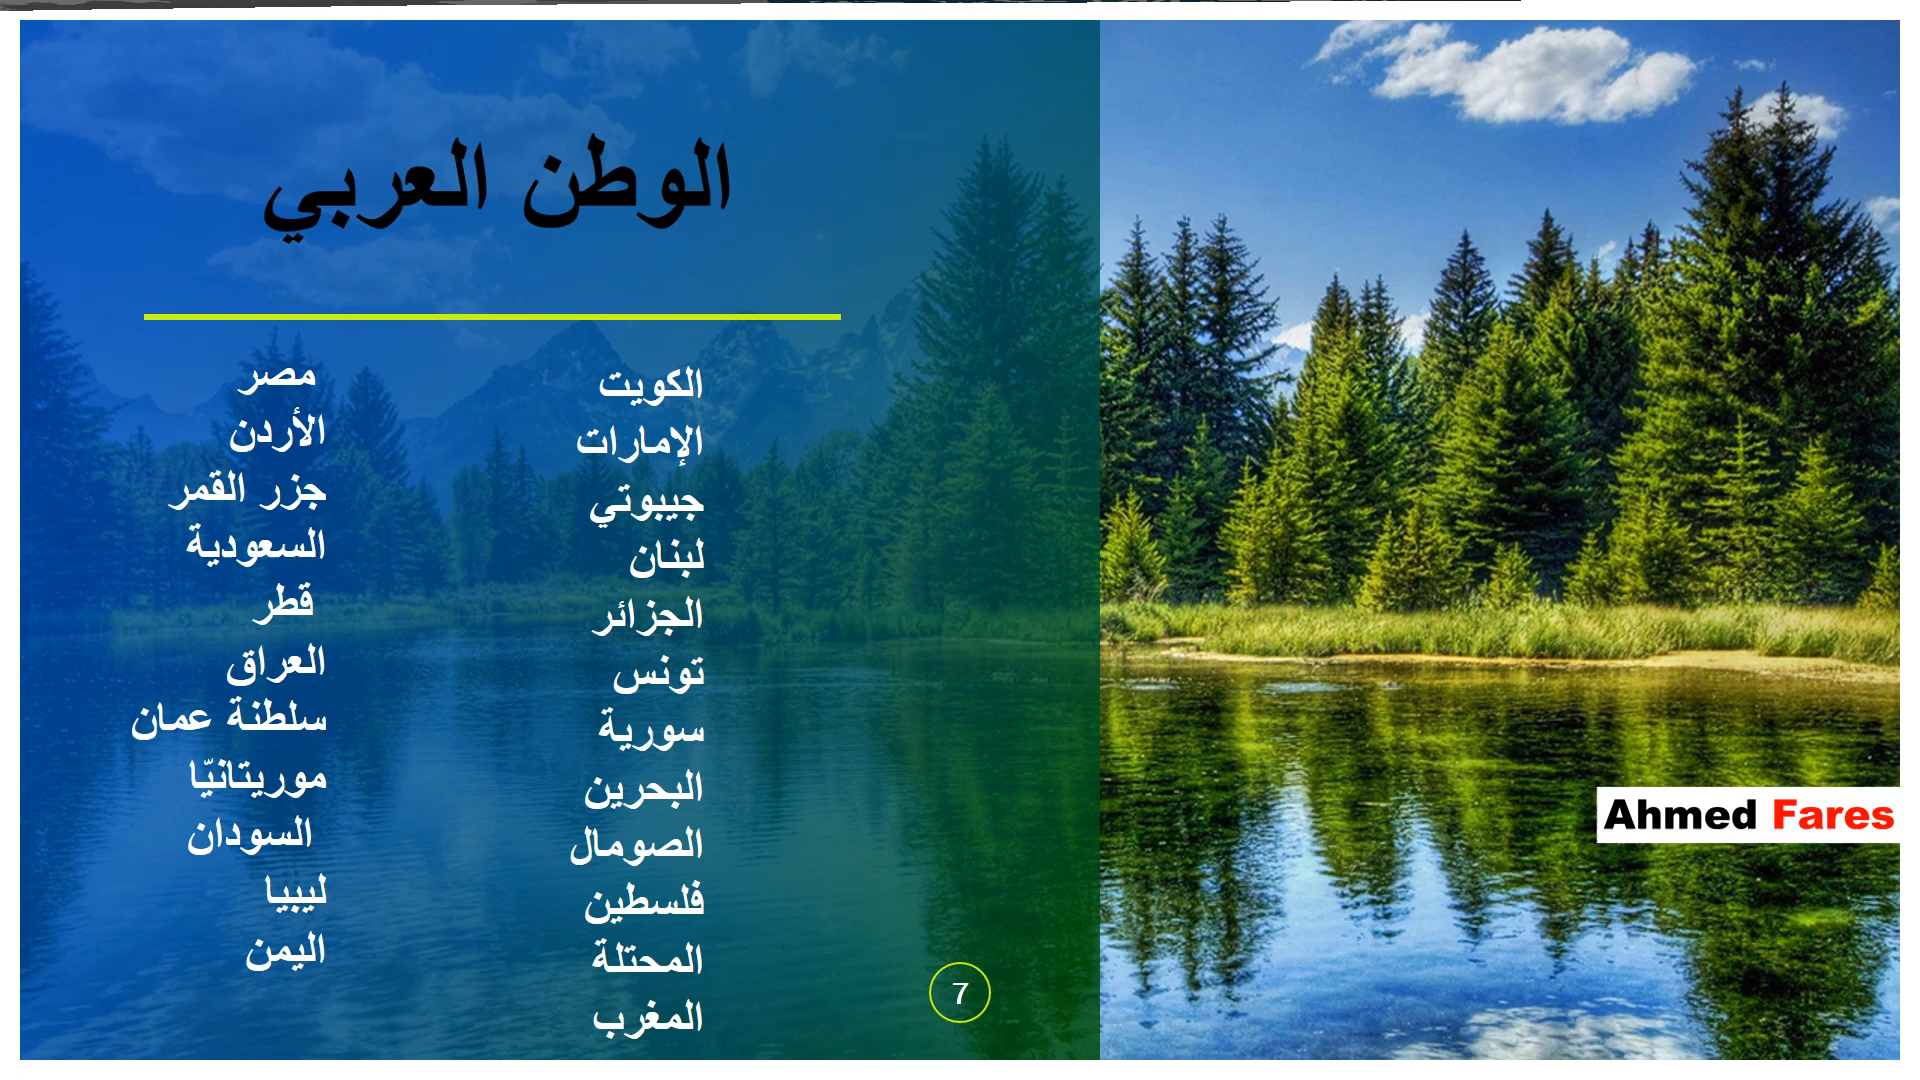 الوطن العربي
الكويت
الإمارات
جيبوتي
لبنان
الجزائر
تونس
سورية
البحرين
الصومال
فلسطين
المحتلة
المغرب
مصر
الأردن
جزر القمر
السعودية
قطر
العراق
سلطنة عمان
موريتانيّا
السودان
ليبيا
اليمن
7
Ahmed Fares